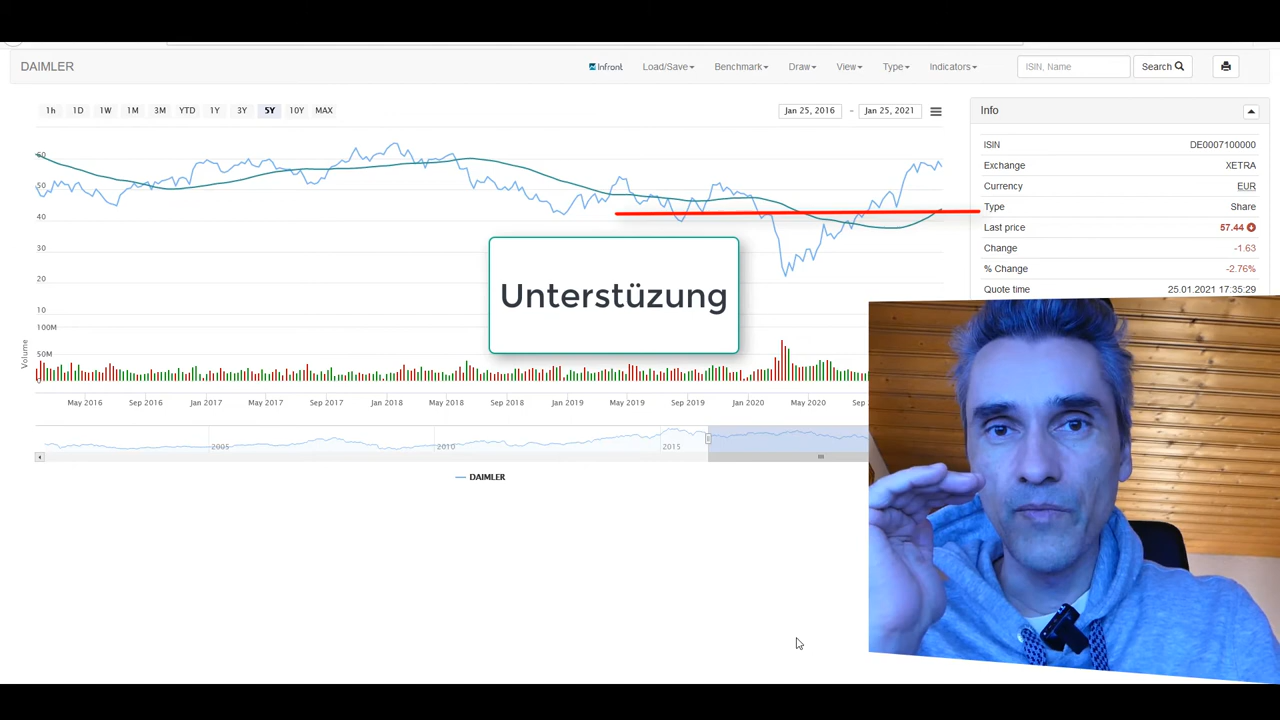 DAIMLER
Infront Load/Save Benchmark Draw View Type Indicators ISIN, Name Search
1h 1D 1W 1M 3M YTD 1Y 3Y 5Y 10Y MAX
Jan 25, 2016 - Jan 25, 2021
60
50
40
30
20
10
100M
50M
0
Volume
May 2016 Sep 2016 Jan 2017 May 2017 Sep 2017 Jan 2018 May 2018 Sep 2018 Jan 2019 May 2019 Sep 2019 Jan 2020 May 2020 Sep
2005 2010 2015
DAIMLER
Unterstüzung
Info
ISIN DE0007100000
Exchange XETRA
Currency EUR
Type Share
Last price 57.44
Change -1.63
% Change -2.76%
Quote time 25.01.2021 17:35:29